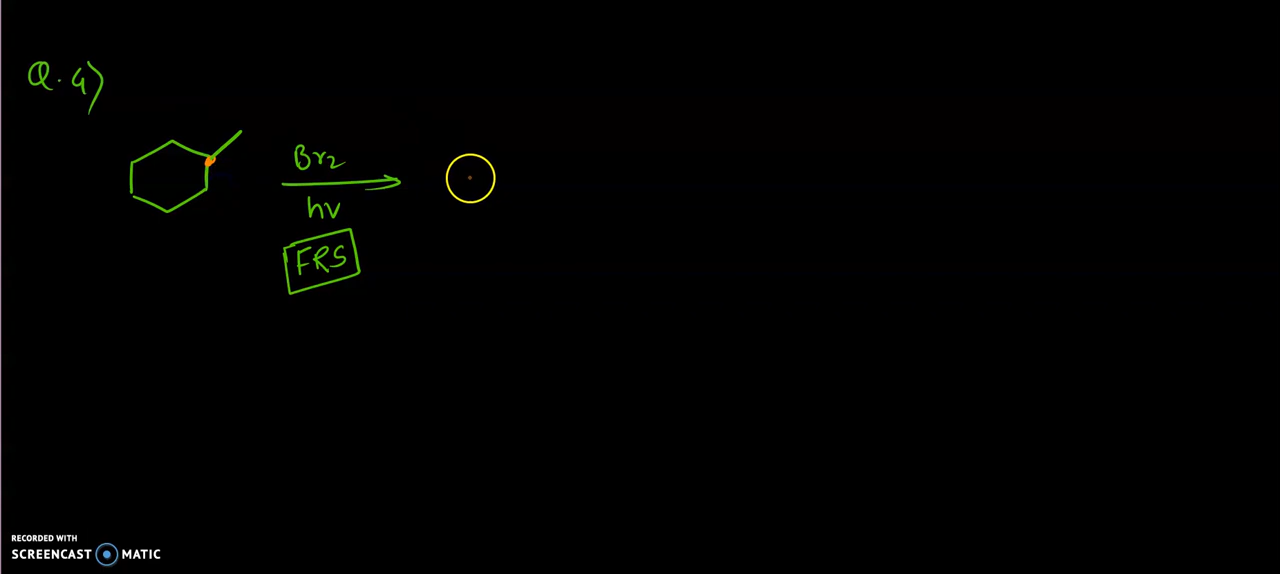 Q. 4)
Br2
hv
FRS
RECORDED WITH
SCREENCAST MATIC